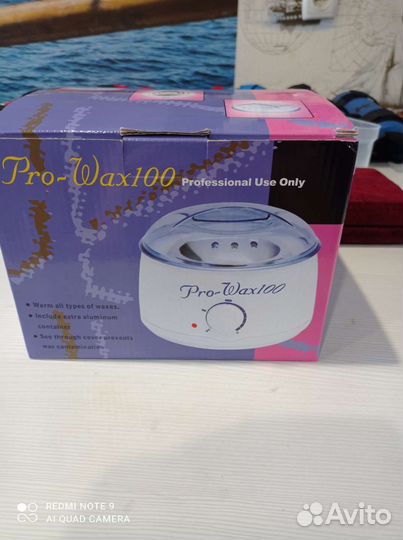 Pro-Wax100 Professional Use Only
Pro-Wax100
Warm all types of waxes.
Include extra aluminum
container
See through cover prevents
wax contamination
REDMI NOTE 9
AI QUAD CAMERA
Avito